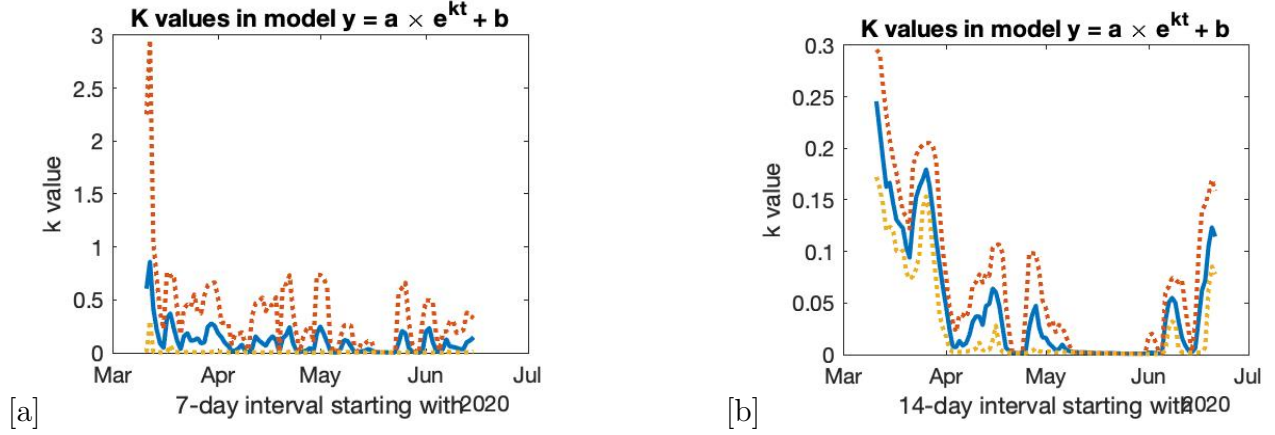 K values in model y = a × e^kt + b
k value
3
2.5
2
1.5
1
0.5
0
Mar Apr May Jun Jul
7-day interval starting with 2020
[a]
K values in model y = a × e^kt + b
k value
0.3
0.25
0.2
0.15
0.1
0.05
0
Mar Apr May Jun Jul
14-day interval starting with 2020
[b]